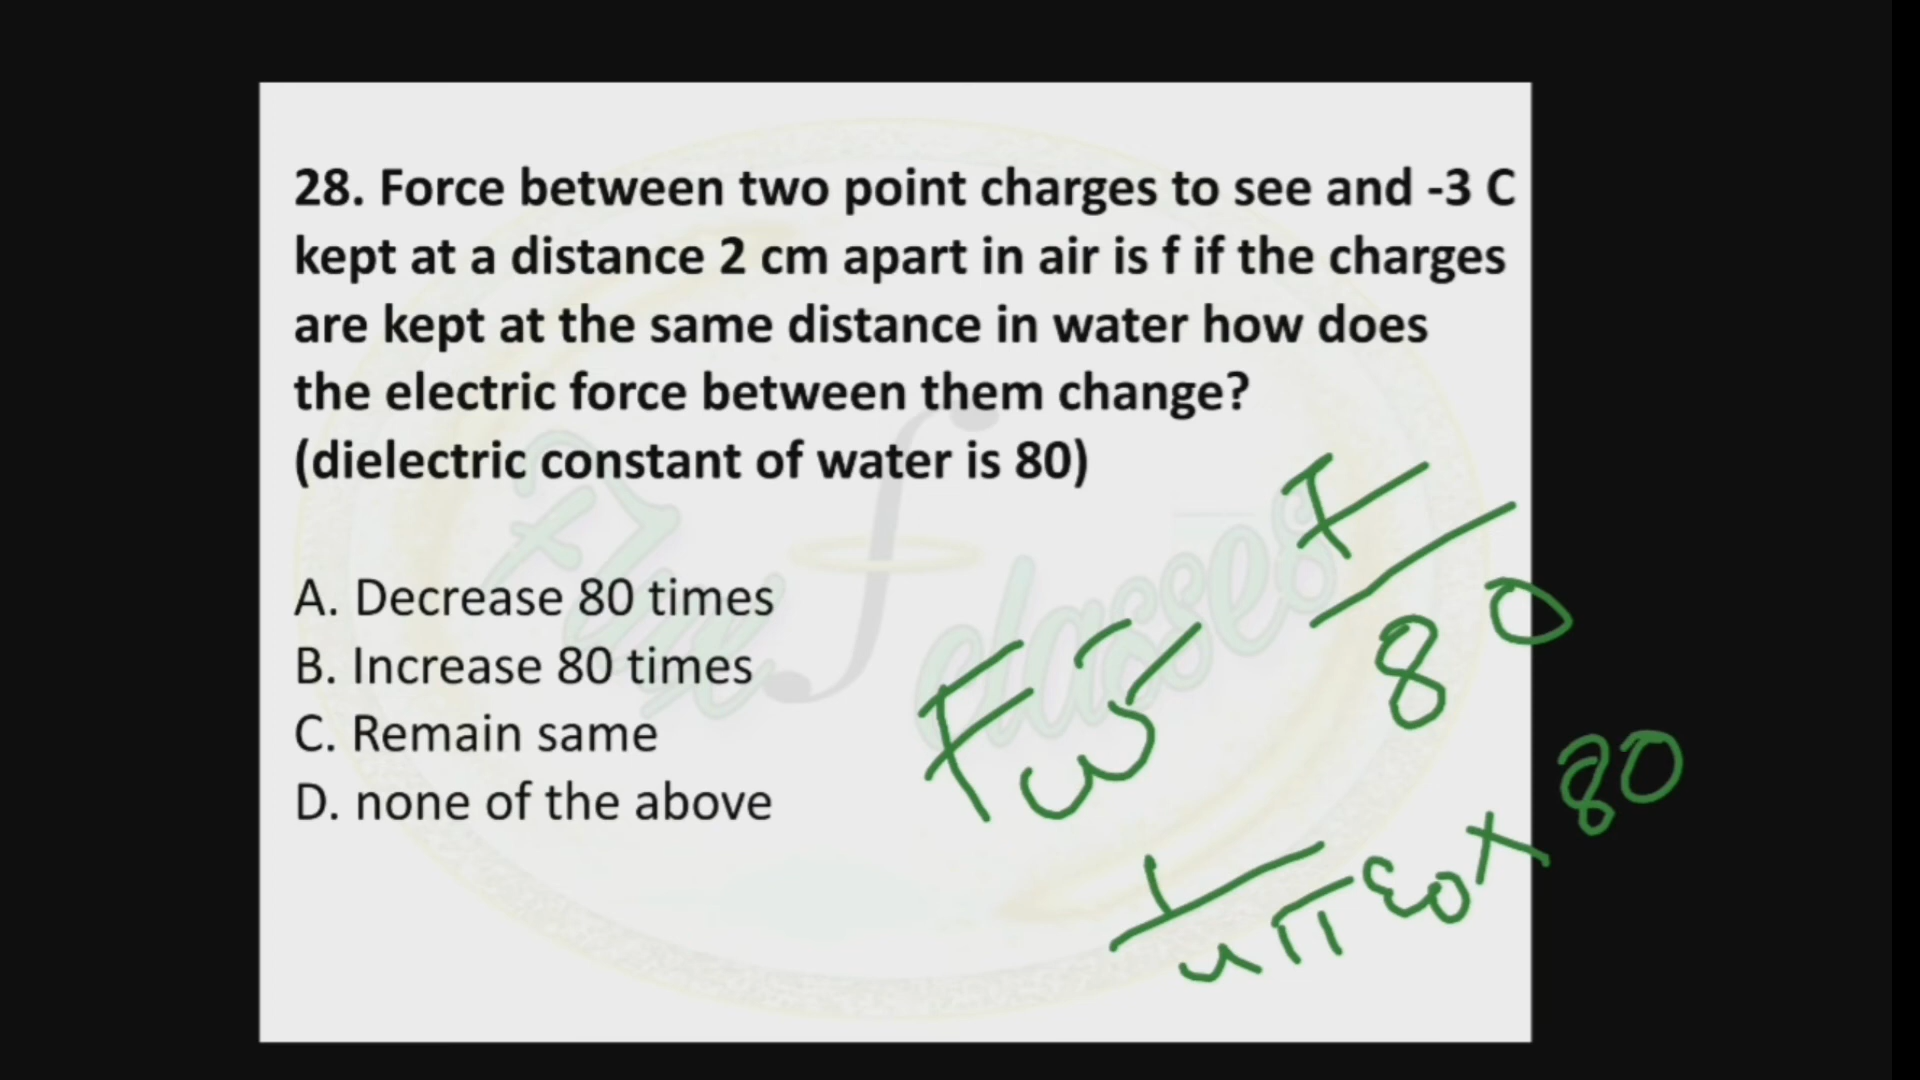 28. Force between two point charges to see and -3 C
kept at a distance 2 cm apart in air is f if the charges
are kept at the same distance in water how does
the electric force between them change?
(dielectric constant of water is 80)
A. Decrease 80 times
B. Increase 80 times
C. Remain same
D. none of the above
Flux classes
F
80
1
4πε0×80